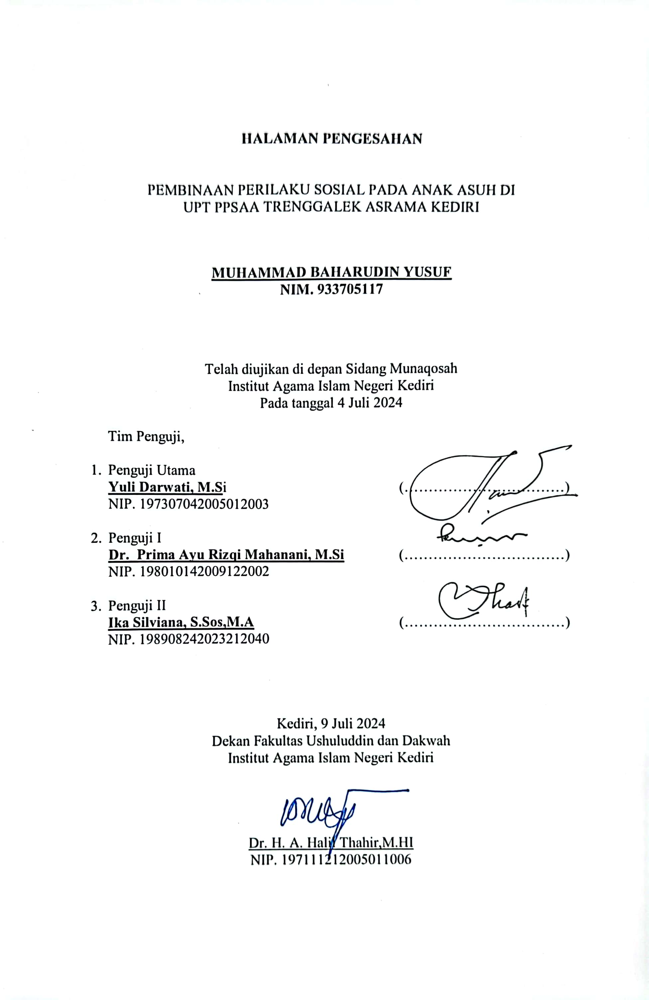 HALAMAN PENGESAHAN
PEMBINAAN PERILAKU SOSIAL PADA ANAK ASUH DI
UPT PPSAA TRENGGALEK ASRAMA KEDIRI
MUHAMMAD BAHARUDIN YUSUF
NIM. 933705117
Telah diujikan di depan Sidang Munaqosah
Institut Agama Islam Negeri Kediri
Pada tanggal 4 Juli 2024
Tim Penguji,
1. Penguji Utama
Yuli Darwati, M.Si (.................................)
NIP. 197307042005012003
2. Penguji I
Dr. Prima Ayu Rizqi Mahanani, M.Si (.................................)
NIP. 198010142009122002
3. Penguji II
Ika Silviana, S.Sos,M.A (.................................)
NIP. 198908242023212040
Kediri, 9 Juli 2024
Dekan Fakultas Ushuluddin dan Dakwah
Institut Agama Islam Negeri Kediri
Dr. H. A. Halil Thahir,M.HI
NIP. 197111212005011006